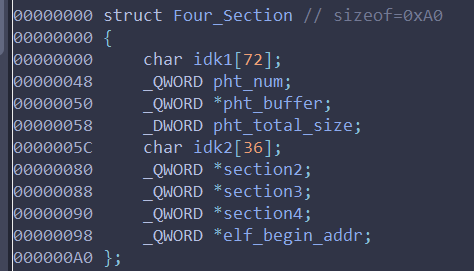 00000000 struct Four_Section // sizeof=0xA0
00000000 {
00000000     char idk1[72];
00000048     _QWORD pht_num;
00000050     _QWORD *pht_buffer;
00000058     _DWORD pht_total_size;
0000005C     char idk2[36];
00000080     _QWORD *section2;
00000088     _QWORD *section3;
00000090     _QWORD *section4;
00000098     _QWORD *elf_begin_addr;
000000A0 };